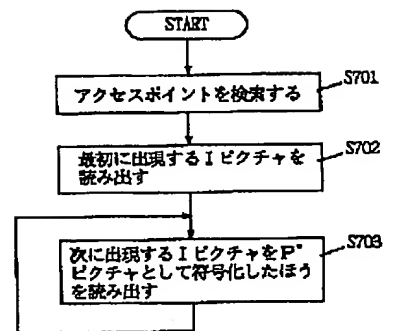 START
アクセスポイントを検索する
S701
最初に出現するIピクチャを
読み出す
S702
次に出現するIピクチャをP*
ピクチャとして符号化したほう
を読み出す
S703